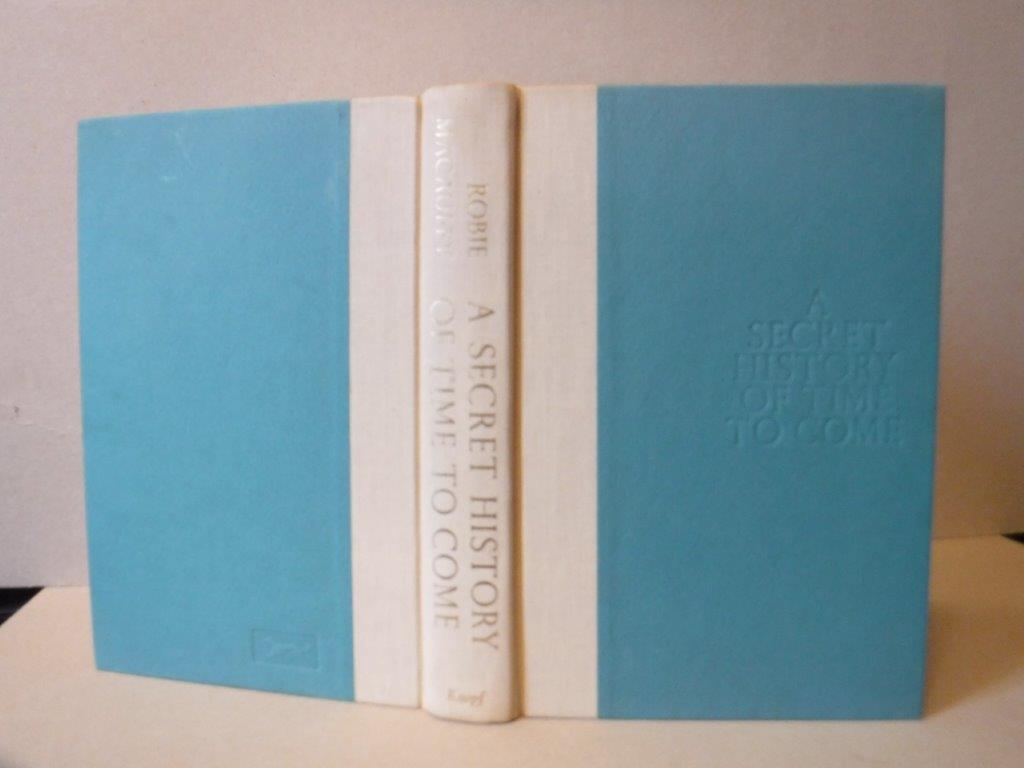 ROBIE
MACAULEY
A SECRET HISTORY
OF TIME TO COME
Knopf
A
SECRET
HISTORY
OF TIME
TO COME